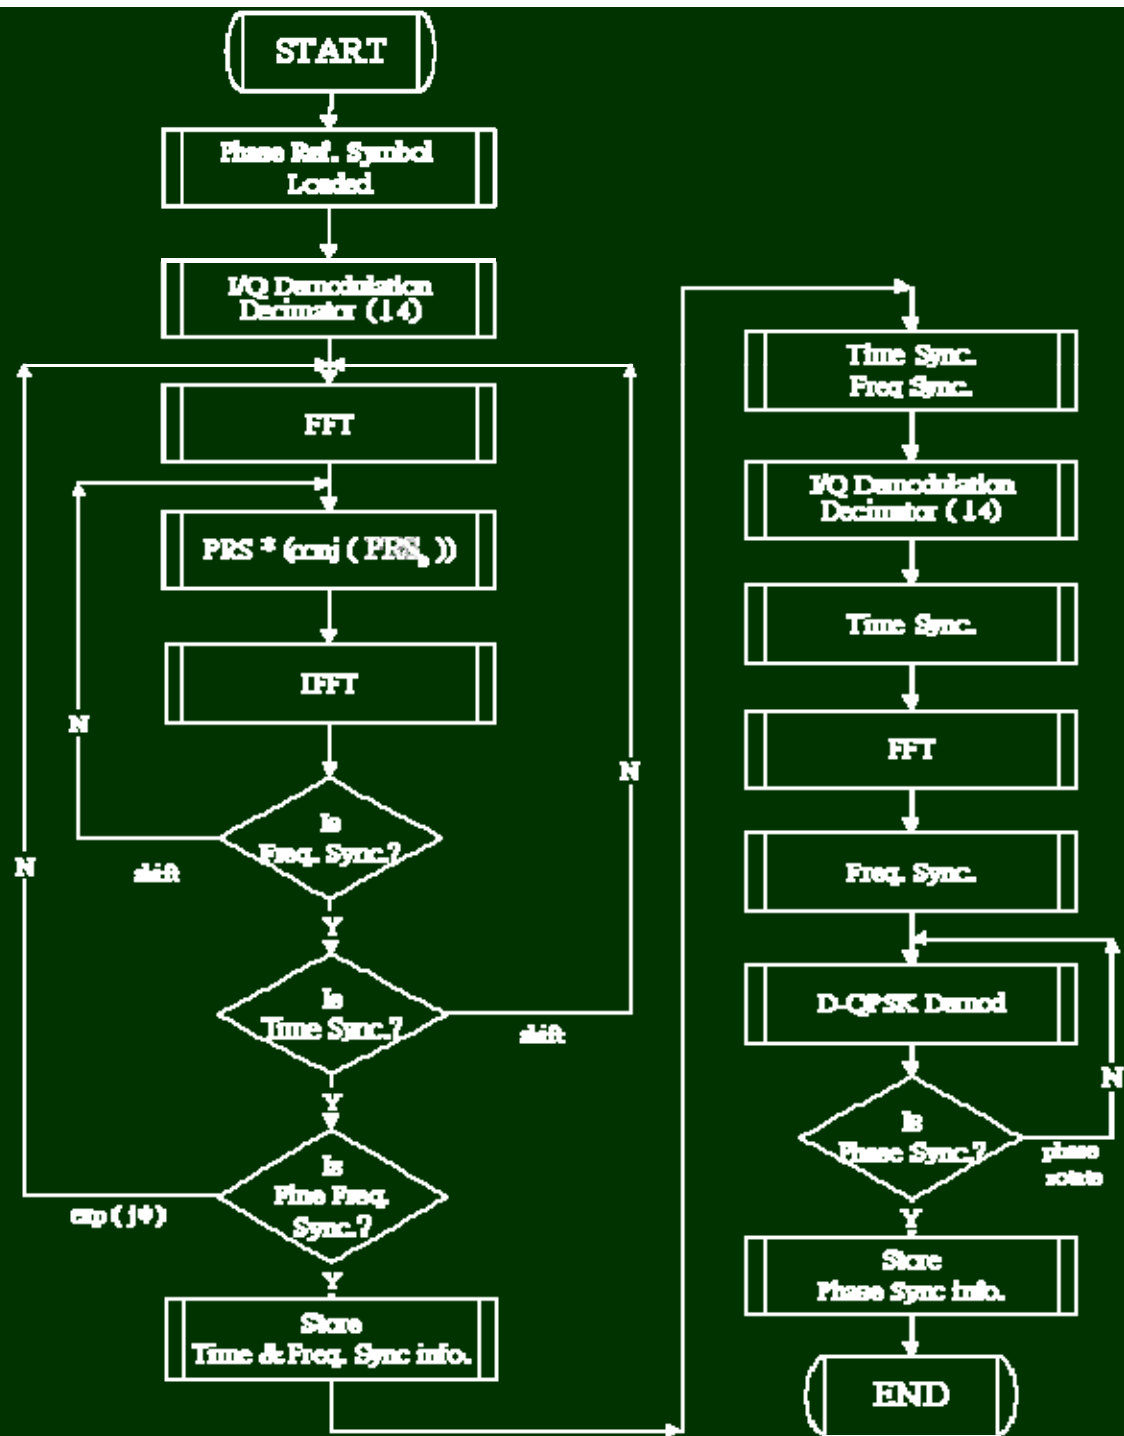 START
Phase Ref. Symbol
Loaded
I/Q Demodulation
Decimator (↓4)
FFT
PRS * (conj ( PRS ))
IFFT
N
Is
Freq. Sync.?
shift
N
N
Y
Is
Time Sync.?
shift
Y
Is
Fine Freq.
Sync.?
exp ( jΦ )
Y
Store
Time & Freq. Sync info.
Time Sync.
Freq Sync.
I/Q Demodulation
Decimator (↓4)
Time Sync.
FFT
Freq. Sync.
D-QPSK Demod
N
Is
Phase Sync.?
phase
rotate
Y
Store
Phase Sync info.
END